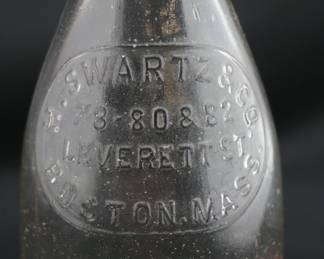 SWARTZ & CO.
78-80 & 82
LEVERETT ST.
BOSTON. MASS.